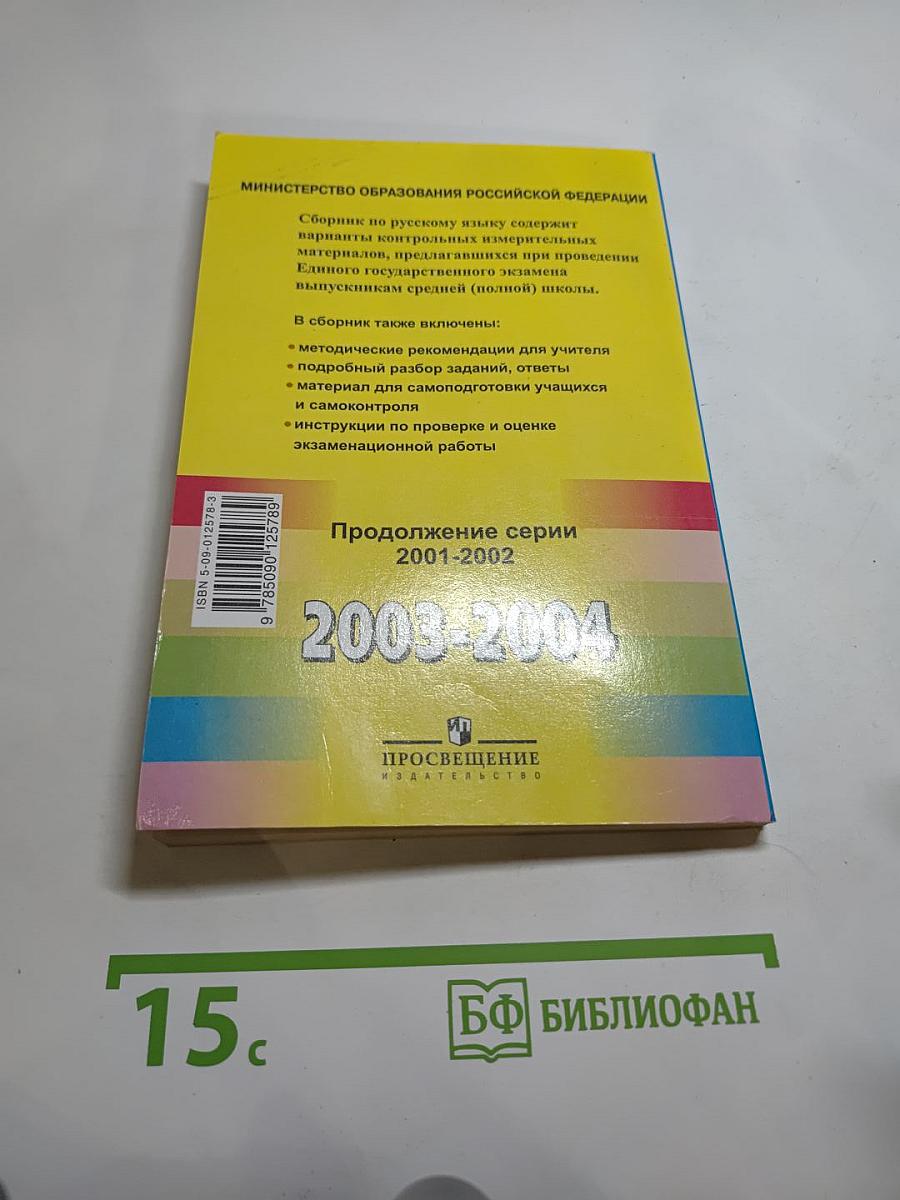 МИНИСТЕРСТВО ОБРАЗОВАНИЯ РОССИЙСКОЙ ФЕДЕРАЦИИ
Сборник по русскому языку содержит
варианты контрольных измерительных
материалов, предлагавшихся при проведении
Единого государственного экзамена
выпускникам средней (полной) школы.
В сборник также включены:
• методические рекомендации для учителя
• подробный разбор заданий, ответы
• материал для самоподготовки учащихся
и самоконтроля
• инструкции по проверке и оценке
экзаменационной работы
ISBN 5-09-012578-3
9 785090 125789
Продолжение серии
2001-2002
2003-2004
ПРОСВЕЩЕНИЕ
ИЗДАТЕЛЬСТВО
15 с
БФ БИБЛИОФАН